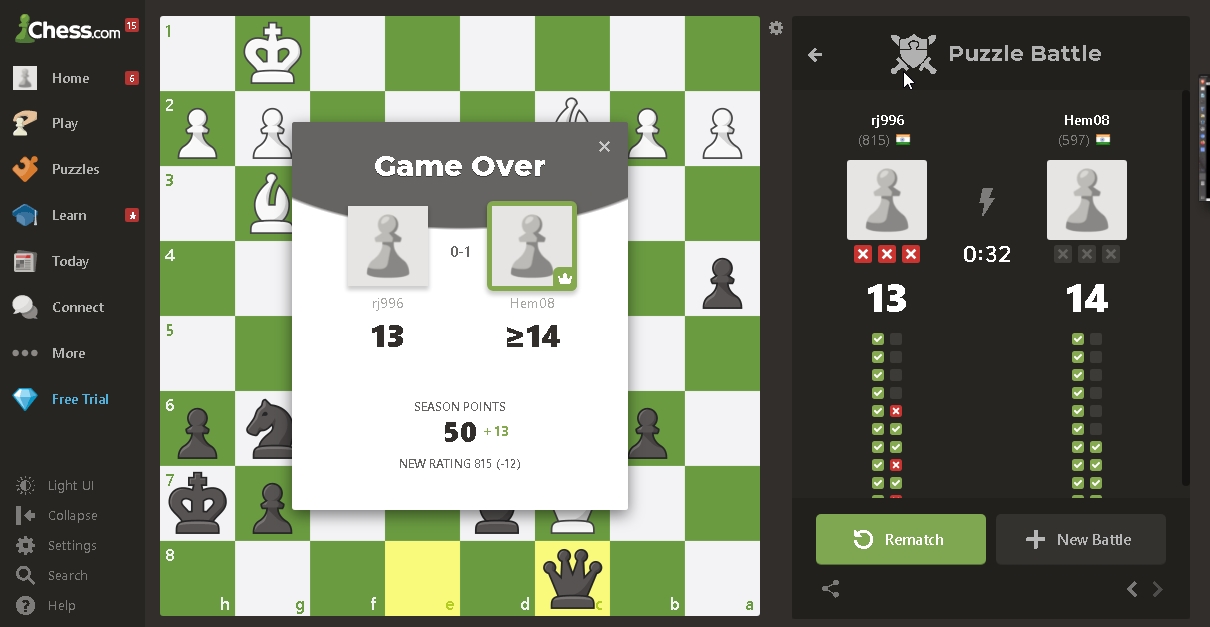 Chess.com 15
Home 6
Play
Puzzles
Learn
Today
Connect
More
Free Trial
Light UI
Collapse
Settings
Search
Help
1
2
3
4
5
6
7
8
h g f e d c b a
Game Over
0-1
rj996 Hem08
13 ≥14
SEASON POINTS
50 +13
NEW RATING 815 (-12)
Puzzle Battle
rj996 Hem08
(815) (597)
0:32
13 14
Rematch New Battle